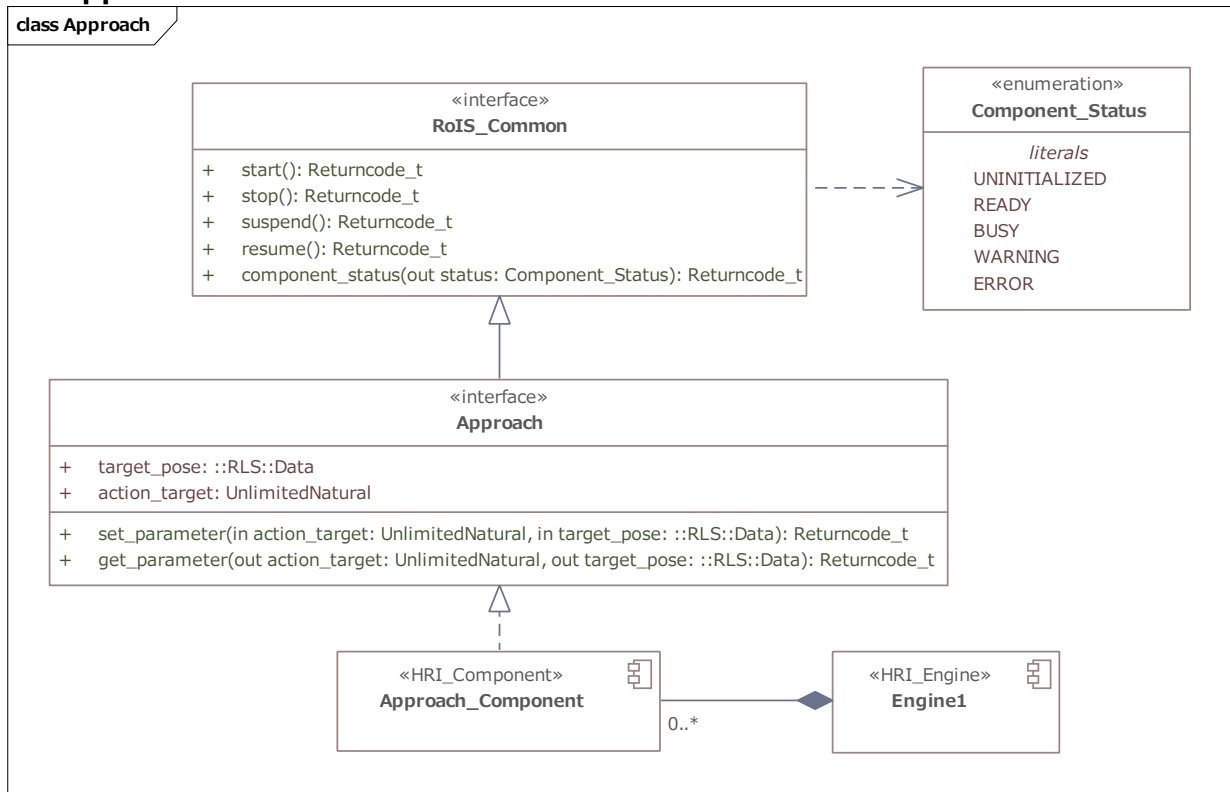 class Approach
«interface»
RoIS_Common
+ start(): Returncode_t
+ stop(): Returncode_t
+ suspend(): Returncode_t
+ resume(): Returncode_t
+ component_status(out status: Component_Status): Returncode_t
«enumeration»
Component_Status
literals
UNINITIALIZED
READY
BUSY
WARNING
ERROR
«interface»
Approach
+ target_pose: ::RLS::Data
+ action_target: UnlimitedNatural
+ set_parameter(in action_target: UnlimitedNatural, in target_pose: ::RLS::Data): Returncode_t
+ get_parameter(out action_target: UnlimitedNatural, out target_pose: ::RLS::Data): Returncode_t
«HRI_Component»
Approach_Component
0..*
«HRI_Engine»
Engine1